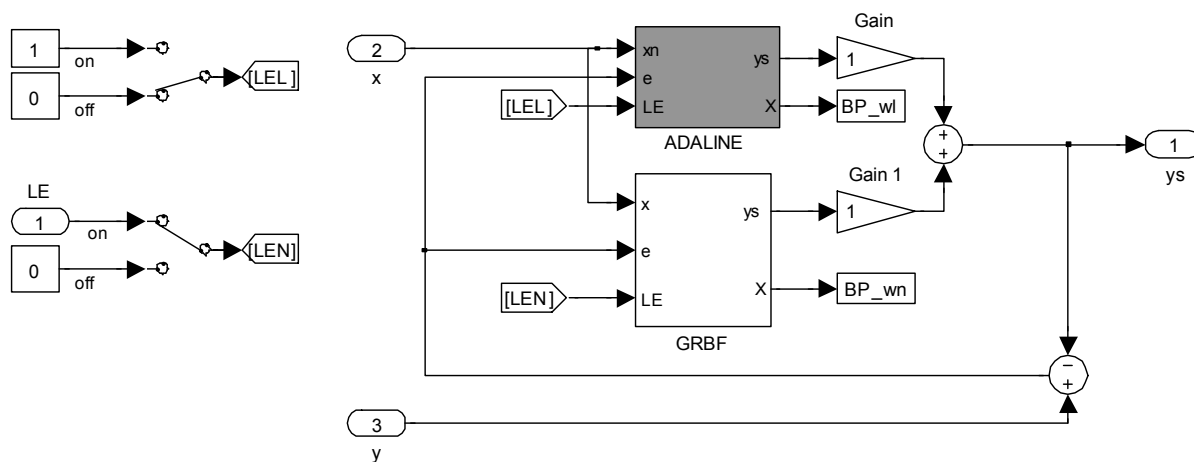 1
on
0
off
[LEL]
LE
1
on
0
off
[LEN]
2
x
[LEL]
xn
e
LE
ys
X
ADALINE
Gain
1
BP_wl
[LEN]
x
e
LE
ys
X
GRBF
Gain 1
1
BP_wn
+
+
1
ys
−
+
3
y